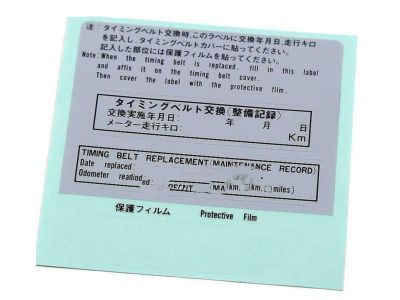 注：タイミングベルト交換時、このラベルに交換年月日、走行キロ
を記入し、タイミングベルトカバーに貼ってください。
記入した部位には保護フィルムを貼ってください。
Note: When the timing belt is replaced, fill in this label
and affix it on the timing belt cover.
Then cover the label with the protective film.
タイミングベルト交換〈整備記録〉
交換実施年月日： 年 月 日
メーター走行キロ： Km
TIMING BELT REPLACEMENT (MAINTENANCE RECORD)
Date replaced:
Odometer
km, miles)
保護フィルム Protective Film